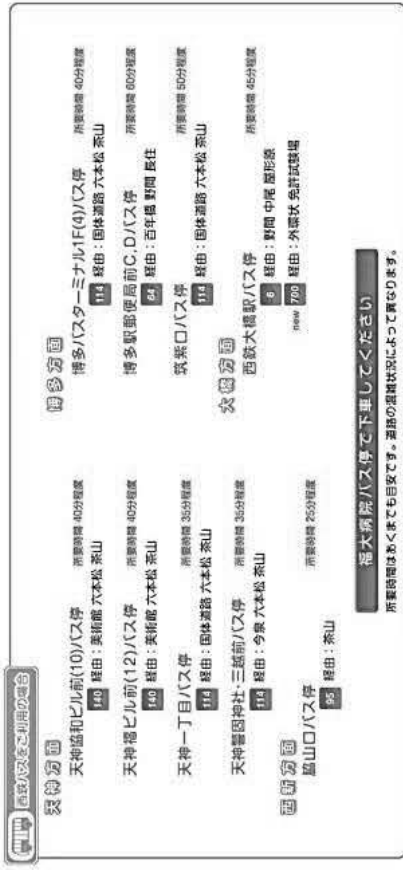 西鉄バスをご利用の場合
天神方面
天神協和ビル前(10)バス停 所要時間 40分程度
140 経由：美術館 六本松 茶山
天神福ビル前(12)バス停 所要時間 40分程度
140 経由：美術館 六本松 茶山
天神一丁目バス停 所要時間 35分程度
114 経由：国体道路 六本松 茶山
天神警固神社・三越前バス停 所要時間 35分程度
114 経由：今泉 六本松 茶山
西新方面
脇山口バス停 所要時間 25分程度
95 経由：茶山
博多方面
博多バスターミナル1F(4)バス停 所要時間 40分程度
114 経由：国体道路 六本松 茶山
博多駅郵便局前C,Dバス停 所要時間 60分程度
64 経由：百年橋 野間 長住
筑紫口バス停 所要時間 50分程度
114 経由：国体道路 六本松 茶山
大橋方面
西鉄大橋駅バス停 所要時間 45分程度
-6 経由：野間 中尾 屋形原
new 700 経由：外環状 免許試験場
福大病院バス停で下車してください
所要時間はあくまでも目安です。道路の混雑状況によって異なります。